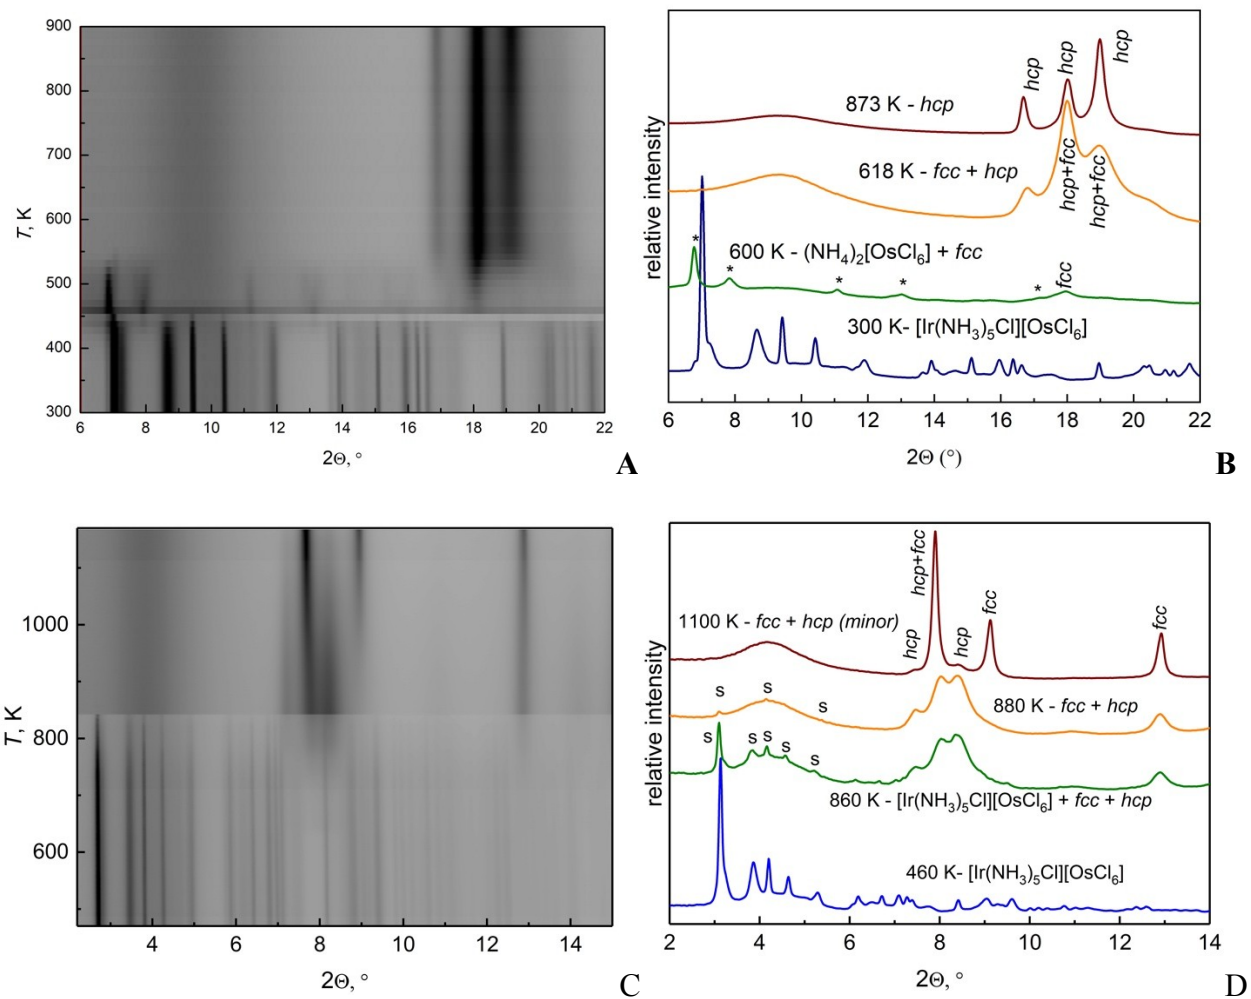 900
800
700
600
500
400
300
T, K
6 8 10 12 14 16 18 20 22
2Θ, °
A
relative intensity
hcp
hcp
hcp
873 K - hcp
618 K - fcc + hcp
hcp+fcc
hcp+fcc
600 K - (NH4)2[OsCl6] + fcc
* * * * *
fcc
300 K- [Ir(NH3)5Cl][OsCl6]
6 8 10 12 14 16 18 20 22
2Θ (°)
B
1000
800
600
T, K
4 6 8 10 12 14
2Θ, °
C
relative intensity
hcp+fcc
fcc
fcc
1100 K - fcc + hcp (minor)
hcp
hcp
s s s
880 K - fcc + hcp
s s s s s
860 K - [Ir(NH3)5Cl][OsCl6] + fcc + hcp
460 K- [Ir(NH3)5Cl][OsCl6]
2 4 6 8 10 12 14
2Θ, °
D